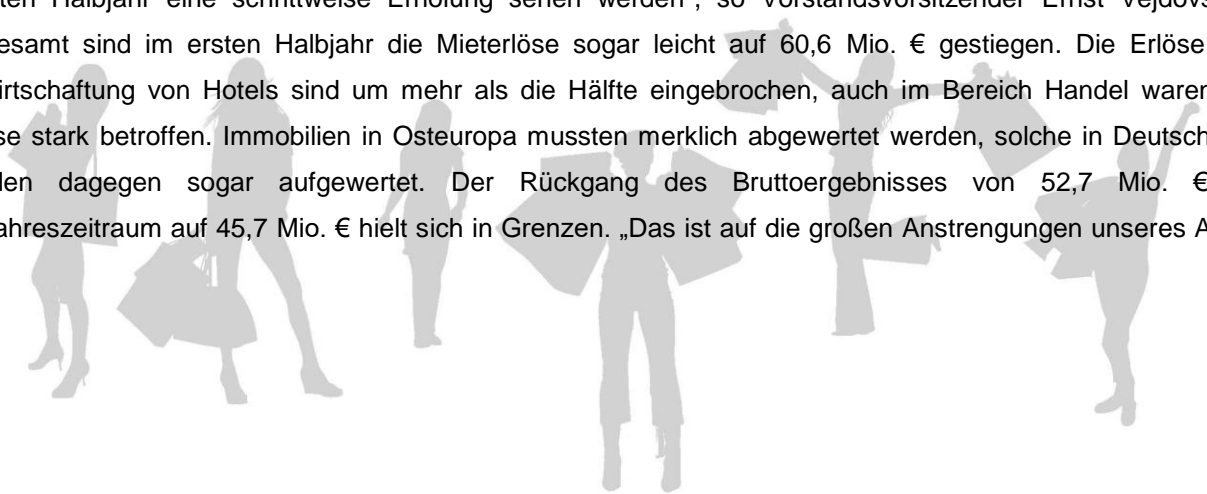 ten Halbjahr eine schrittweise Erholung sehen werden“, so Vorstandsvorsitzender Ernst Vejdovs
esamt sind im ersten Halbjahr die Mieterlöse sogar leicht auf 60,6 Mio. € gestiegen. Die Erlöse
irtschaftung von Hotels sind um mehr als die Hälfte eingebrochen, auch im Bereich Handel waren
se stark betroffen. Immobilien in Osteuropa mussten merklich abgewertet werden, solche in Deutsch
den dagegen sogar aufgewertet. Der Rückgang des Bruttoergebnisses von 52,7 Mio. €
ahreszeitraum auf 45,7 Mio. € hielt sich in Grenzen. „Das ist auf die großen Anstrengungen unseres A